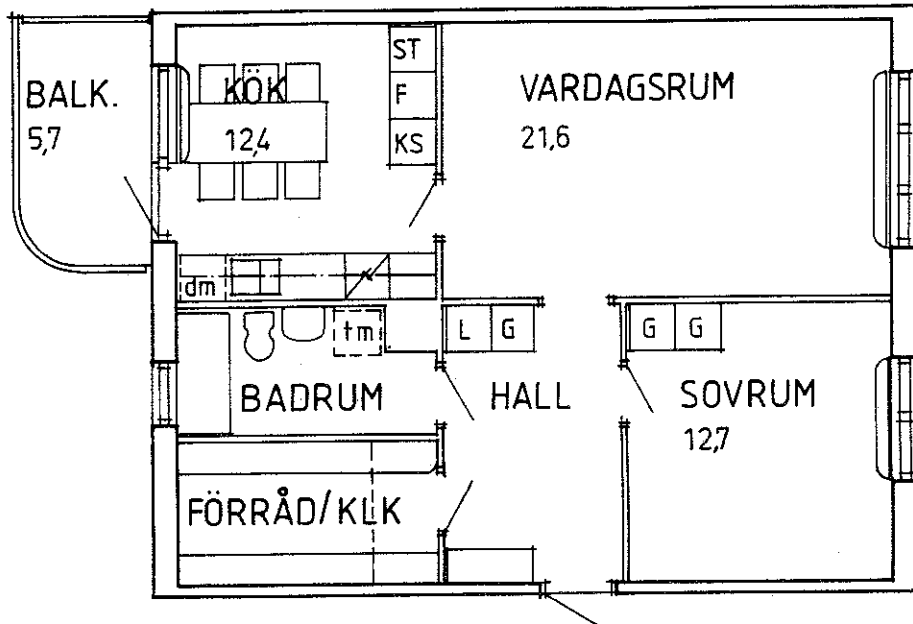 BALK.
5,7
KÖK
12,4
ST
F
KS
VARDAGSRUM
21,6
dm
tm
L G
G G
BADRUM
HALL
SOVRUM
12,7
FÖRRÅD/KLK